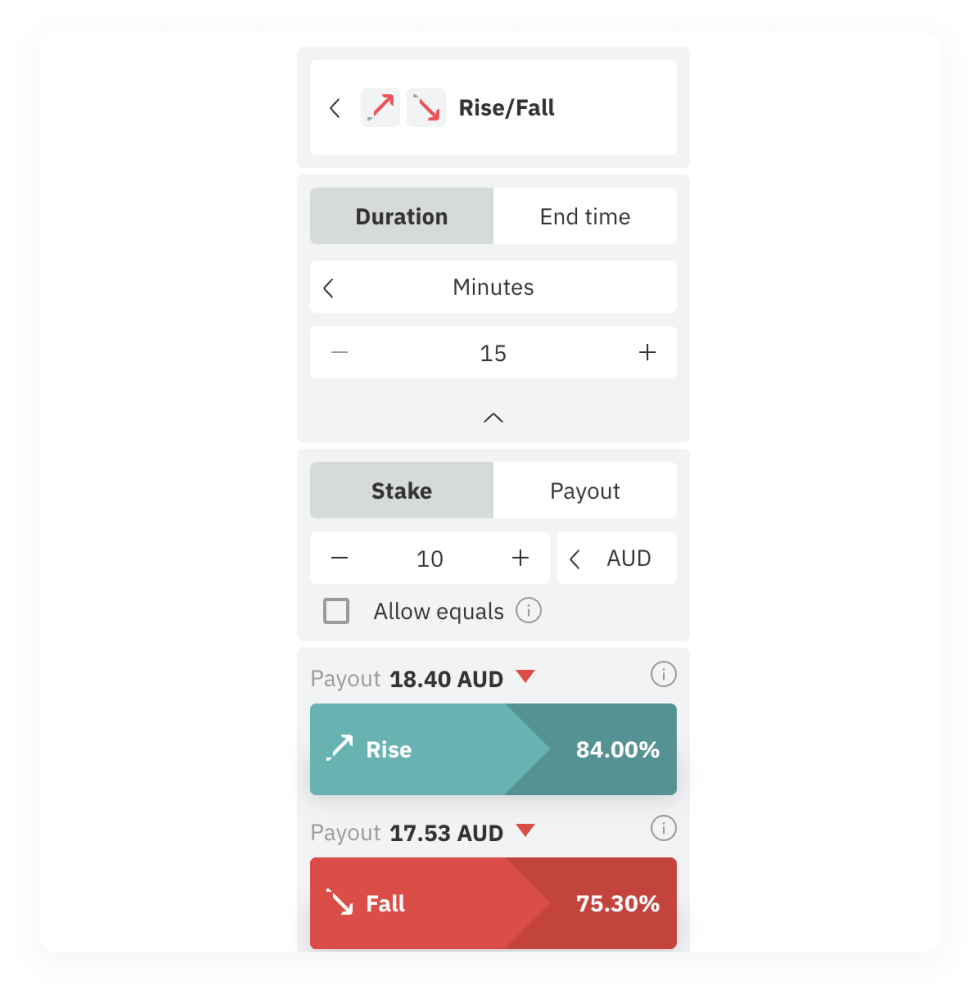 Rise/Fall
Duration End time
Minutes
15
Stake Payout
10 AUD
Allow equals
Payout 18.40 AUD
Rise 84.00%
Payout 17.53 AUD
Fall 75.30%